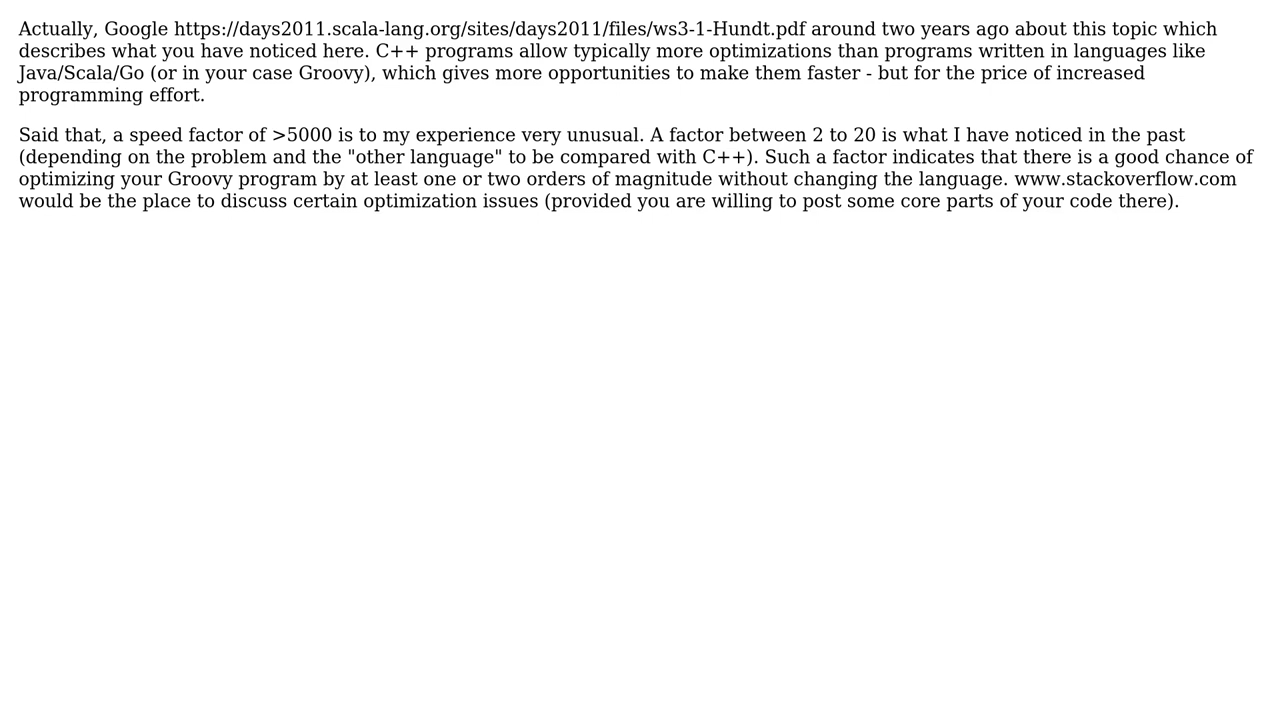 Actually, Google https://days2011.scala-lang.org/sites/days2011/files/ws3-1-Hundt.pdf around two years ago about this topic which
describes what you have noticed here. C++ programs allow typically more optimizations than programs written in languages like
Java/Scala/Go (or in your case Groovy), which gives more opportunities to make them faster - but for the price of increased
programming effort.
Said that, a speed factor of >5000 is to my experience very unusual. A factor between 2 to 20 is what I have noticed in the past
(depending on the problem and the "other language" to be compared with C++). Such a factor indicates that there is a good chance of
optimizing your Groovy program by at least one or two orders of magnitude without changing the language. www.stackoverflow.com
would be the place to discuss certain optimization issues (provided you are willing to post some core parts of your code there).